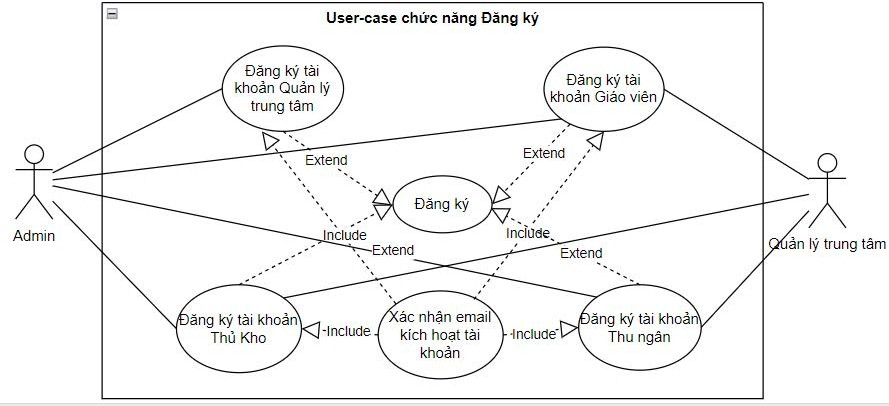 User-case chức năng Đăng ký
Đăng ký tài
khoản Quản lý
trung tâm
Đăng ký tài
khoản Giáo viên
Extend
Extend
Đăng ký
Admin
Include
Include
Quản lý trung tâm
Extend
Extend
Đăng ký tài khoản
Thủ Kho
Include
Xác nhận email
kích hoạt tài
khoản
Include
Đăng ký tài khoản
Thu ngân